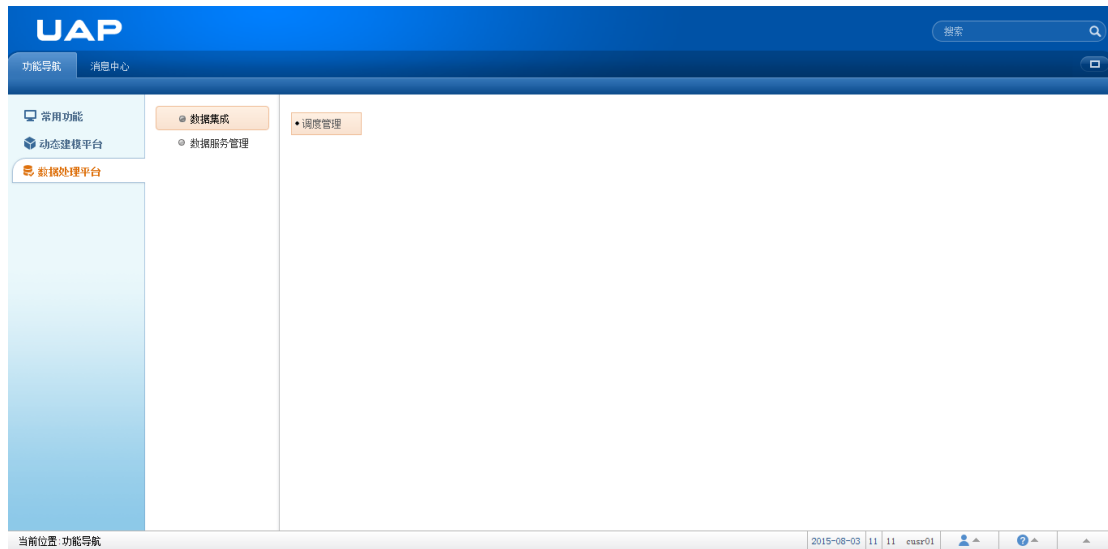 UAP
搜索
功能导航 消息中心
常用功能
动态建模平台
数据处理平台
数据集成
数据服务管理
调度管理
当前位置:功能导航
2015-08-03 11 11 cusr01